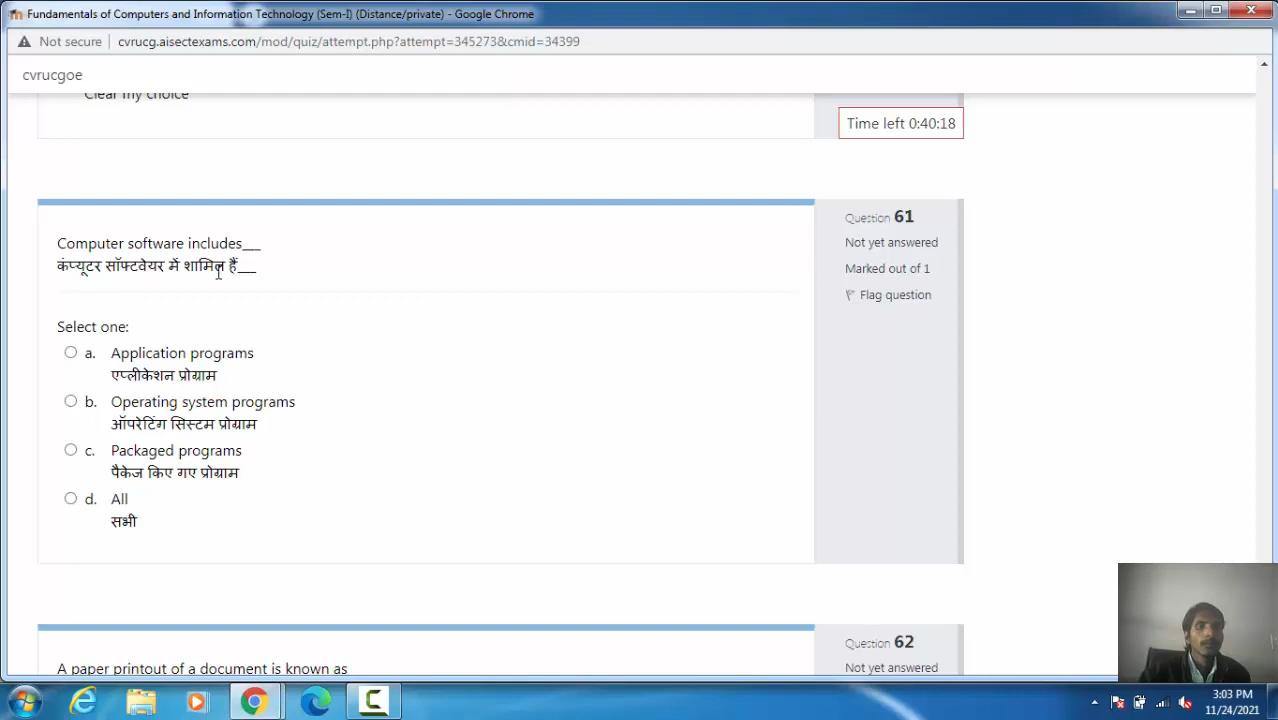 Fundamentals of Computers and Information Technology (Sem-I) (Distance/private) - Google Chrome
Not secure | cvrucg.aisectexams.com/mod/quiz/attempt.php?attempt=345273&cmid=34399
cvrucgoe
Clear my choice
Time left 0:40:18
Computer software includes___
कंप्यूटर सॉफ्टवेयर में शामिल हैं___
Question 61
Not yet answered
Marked out of 1
Flag question
Select one:
a. Application programs
एप्लीकेशन प्रोग्राम
b. Operating system programs
ऑपरेटिंग सिस्टम प्रोग्राम
c. Packaged programs
पैकेज किए गए प्रोग्राम
d. All
सभी
A paper printout of a document is known as
Question 62
Not yet answered
3:03 PM
11/24/2021